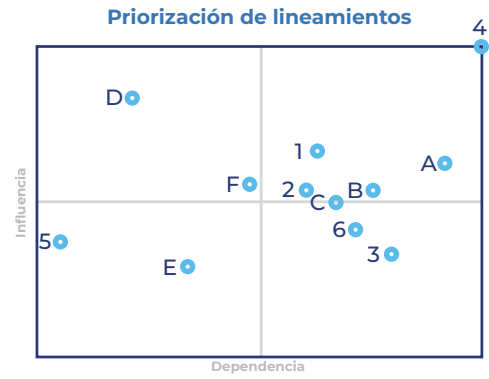 Priorización de lineamientos
4
D
1
A
F
2
B
C
6
5
3
E
Influencia
Dependencia